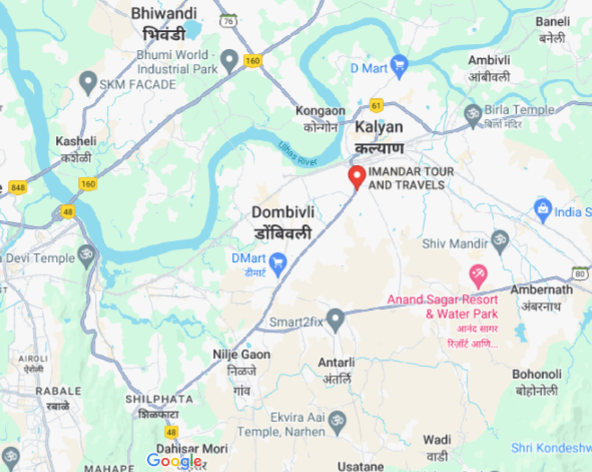 Bhiwandi
भिवंडी
76
Baneli
बनेली
Bhumi World -
Industrial Park
160
D Mart
Ambivli
आंबीवली
SKM FACADE
Kongaon
कोन्गोन
61
Birla Temple
बिर्ला मंदिर
Kalyan
कल्याण
Kasheli
कशेळी
Ulhas River
IMANDAR TOUR
AND TRAVELS
848
160
48
Dombivli
डोंबिवली
India S
Shiv Mandir
a Devi Temple
DMart
डीमार्ट
80
Anand Sagar Resort
& Water Park
आनंद सागर
रिज़ॉर्ट आणि...
Ambernath
अंबरनाथ
Smart2fix
Nilje Gaon
निळजे
गांव
Antarli
अंतर्लि
AIROLI
ऐरोली
RABALE
रबाळे
Bohonoli
बोहोनोली
SHILPHATA
शिळफाटा
48
Ekvira Aai
Temple, Narhen
Wadi
वाडी
Shri Kondeshw
Dahisar Mori
Google
MAHAPE
Usatane